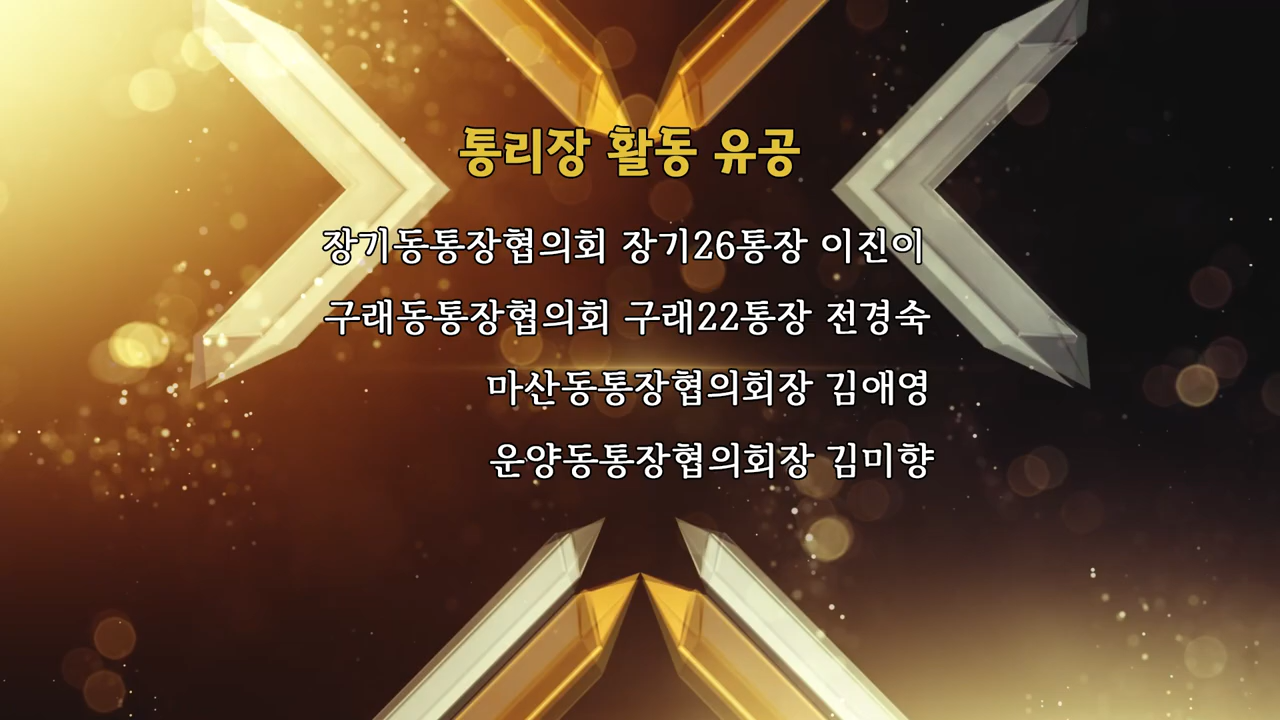 통리장 활동 유공
장기동통장협의회 장기26통장 이진이
구래동통장협의회 구래22통장 전경숙
마산동통장협의회장 김애영
운양동통장협의회장 김미향